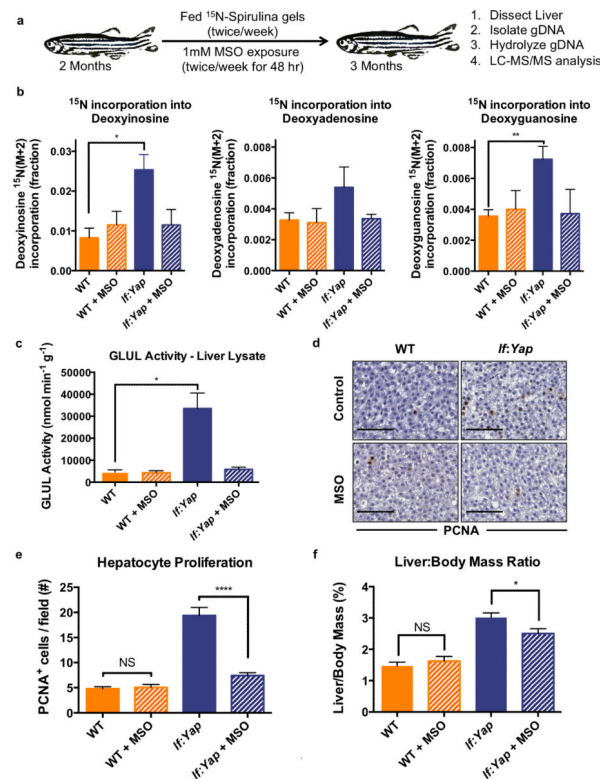 a
Fed ¹⁵N-Spirulina gels
(twice/week)
1mM MSO exposure
(twice/week for 48 hr)
2 Months
3 Months
1. Dissect Liver
2. Isolate gDNA
3. Hydrolyze gDNA
4. LC-MS/MS analysis
b
¹⁵N incorporation into
Deoxyinosine
Deoxyinosine ¹⁵N(M+2)
incorporation (fraction)
0.03
0.02
0.01
0.00
*
WT
WT + MSO
lf:Yap
lf:Yap + MSO
¹⁵N incorporation into
Deoxyadenosine
Deoxyadenosine ¹⁵N(M+2)
incorporation (fraction)
0.008
0.006
0.004
0.002
0.000
WT
WT + MSO
lf:Yap
lf:Yap + MSO
¹⁵N incorporation into
Deoxyguanosine
Deoxyguanosine ¹⁵N(M+2)
incorporation (fraction)
0.008
0.006
0.004
0.002
0.000
**
WT
WT + MSO
lf:Yap
lf:Yap + MSO
c
GLUL Activity - Liver Lysate
GLUL Activity (nmol min⁻¹ g⁻¹)
50000
40000
30000
20000
10000
0
*
WT
WT + MSO
lf:Yap
lf:Yap + MSO
d
WT
lf:Yap
Control
MSO
PCNA
e
Hepatocyte Proliferation
PCNA⁺ cells / field (#)
25
20
15
10
5
0
NS
****
WT
WT + MSO
lf:Yap
lf:Yap + MSO
f
Liver:Body Mass Ratio
Liver/Body Mass (%)
4
3
2
1
0
NS
*
WT
WT + MSO
lf:Yap
lf:Yap + MSO